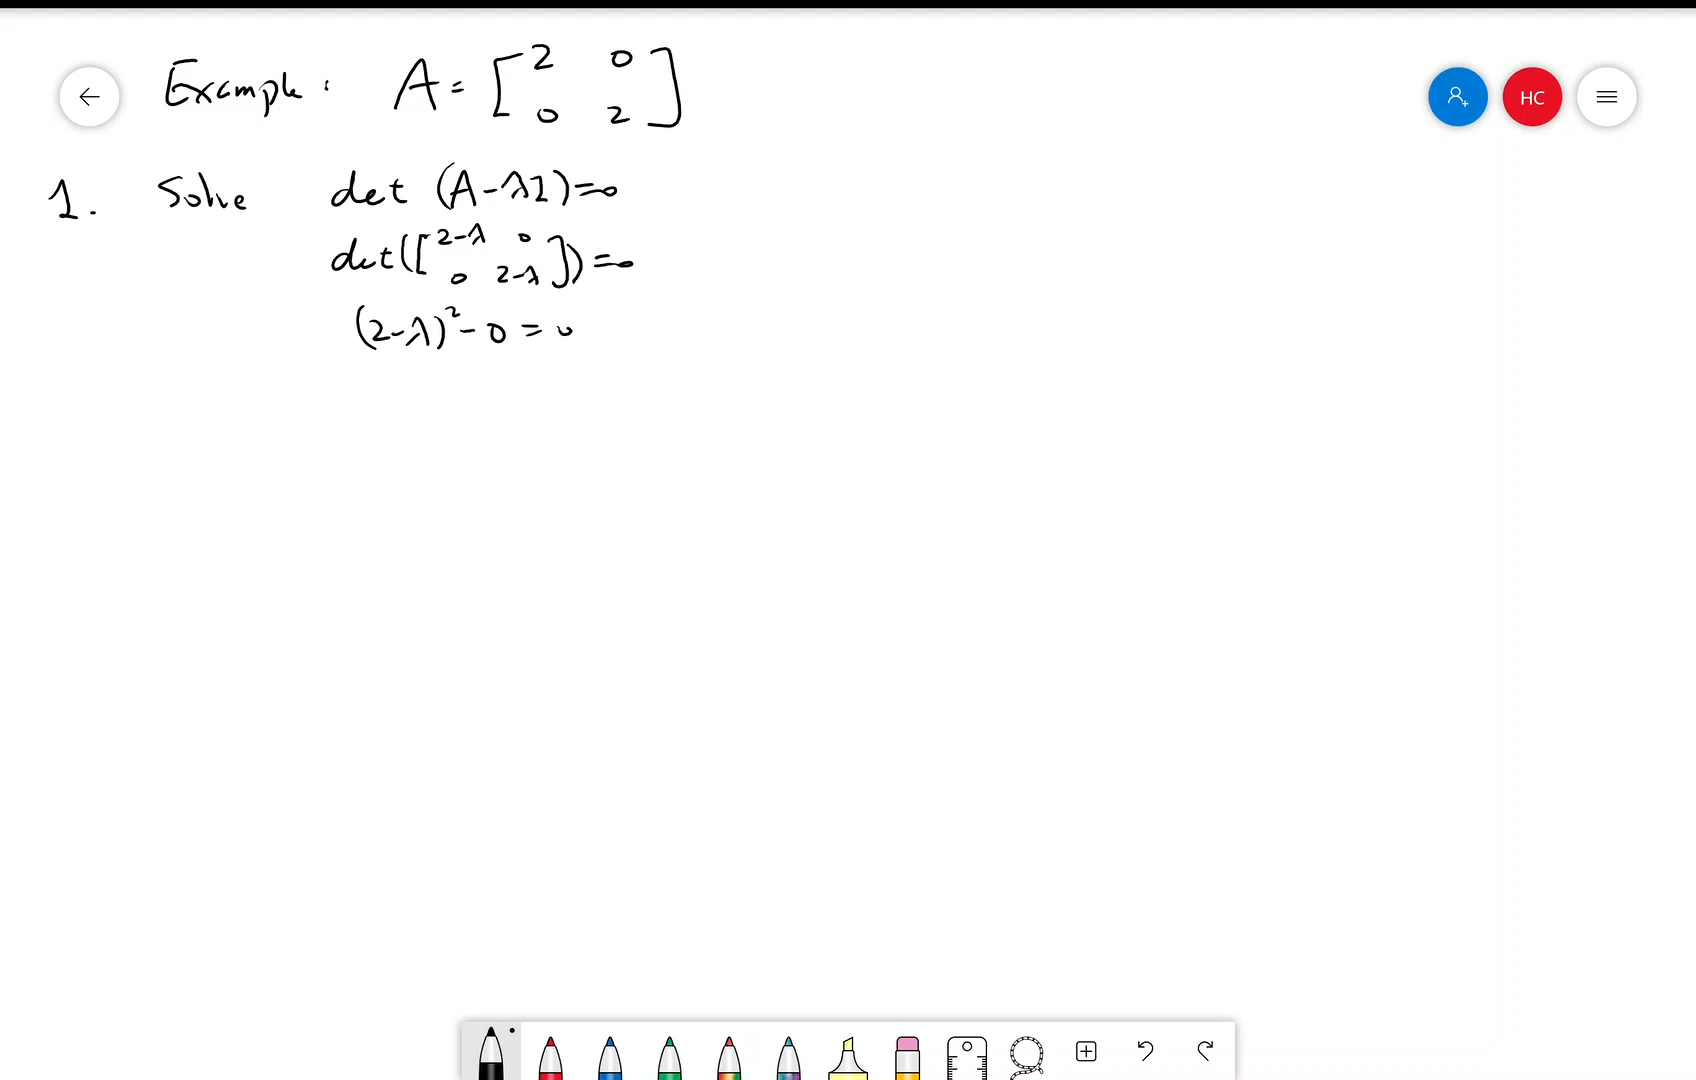 Example: A = [2 0
0 2]
1. Solve det (A-λI)=0
det([2-λ 0
0 2-λ])=0
(2-λ)² - 0 = 0
HC